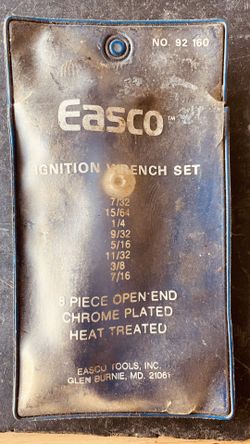 NO. 92 160
Easco™
IGNITION WRENCH SET
7/32
15/64
1/4
9/32
5/16
11/32
3/8
7/16
8 PIECE OPEN END
CHROME PLATED
HEAT TREATED
EASCO TOOLS, INC.
GLEN BURNIE, MD. 21061